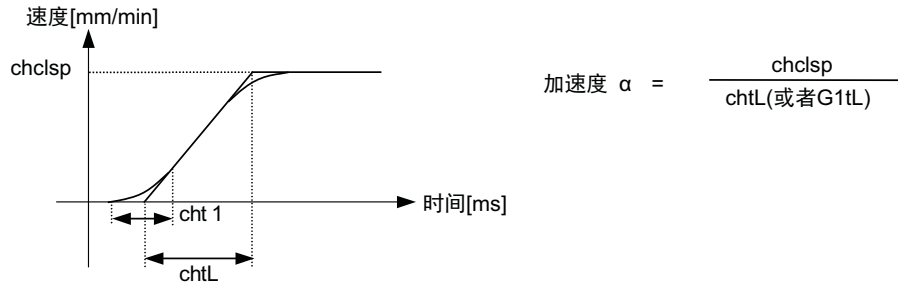 速度[mm/min]
chclsp
cht 1
chtL
时间[ms]
加速度 α = chclsp
chtL(或者G1tL)